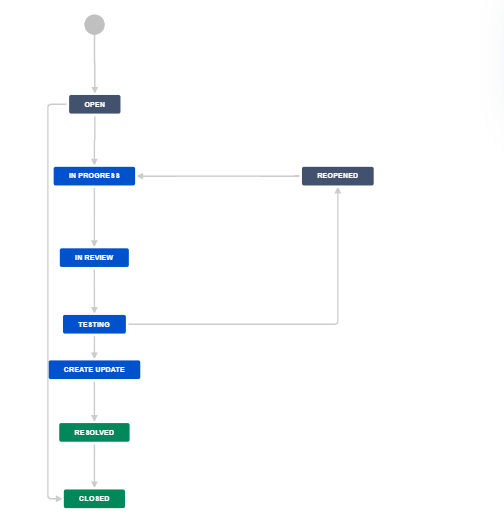 OPEN
IN PROGRESS
REOPENED
IN REVIEW
TESTING
CREATE UPDATE
RESOLVED
CLOSED